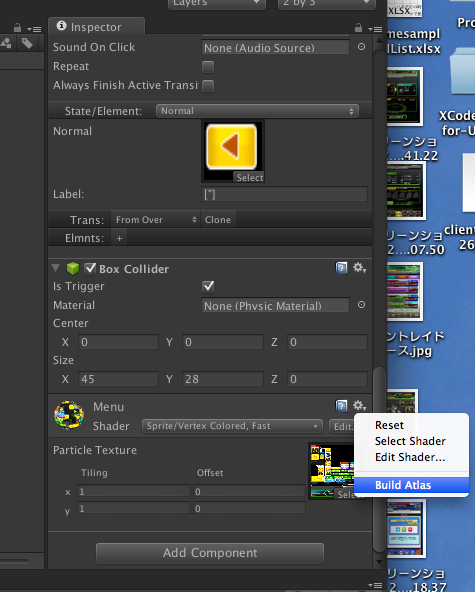 Layers
2 by 3
XLSX
Inspector
Sound On Click
None (Audio Source)
Repeat
Always Finish Active Transi
State/Element:
Normal
Normal
Select
Label:
["]
Trans:
From Over
Clone
Elmnts:
+
Box Collider
Is Trigger
Material
None (Physic Material)
Center
X 0 Y 0 Z 0
Size
X 45 Y 28 Z 0
Menu
Shader
Sprite/Vertex Colored, Fast
Edit...
Particle Texture
Tiling
Offset
x 1 0
y 1 0
Select
Add Component
Reset
Select Shader
Edit Shader...
Build Atlas
Pro
mesampl
lList.xlsx
XCode
for-U
リーンショ
....41.22
リーンショ
2....07.50
client
26
ントレイド
ース.jpg
リーンショ
2....18.37